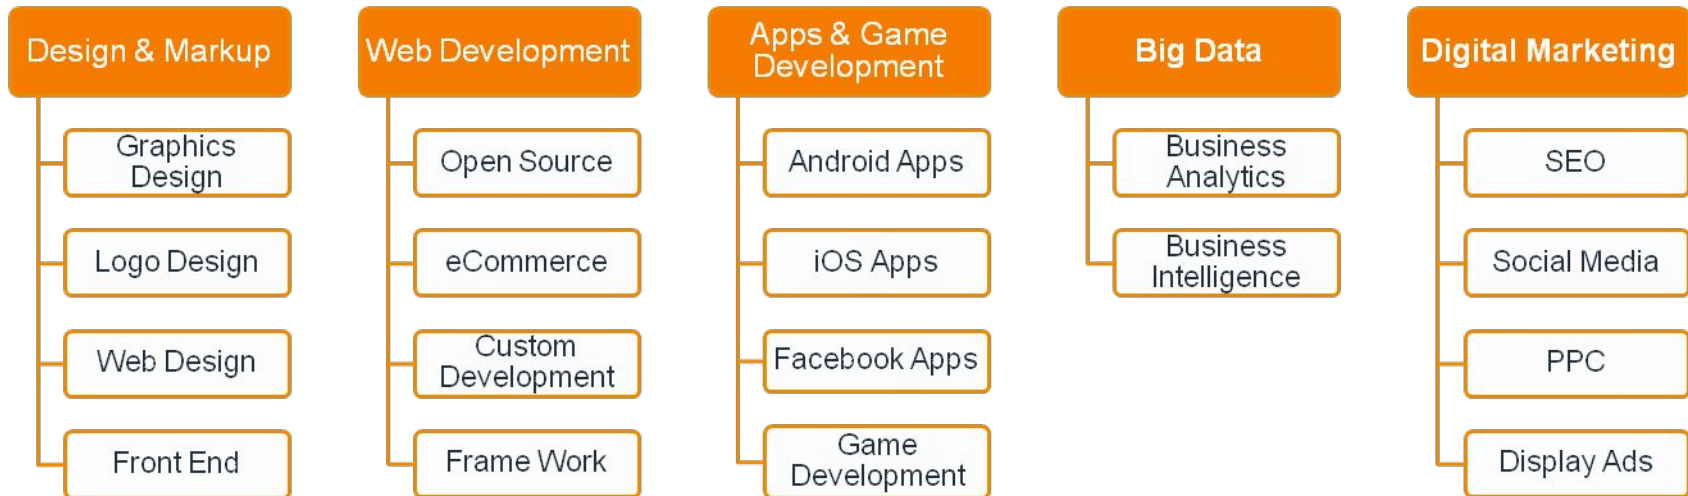 Design & Markup
Graphics
Design
Logo Design
Web Design
Front End
Web Development
Open Source
eCommerce
Custom
Development
Frame Work
Apps & Game
Development
Android Apps
iOS Apps
Facebook Apps
Game
Development
Big Data
Business
Analytics
Business
Intelligence
Digital Marketing
SEO
Social Media
PPC
Display Ads